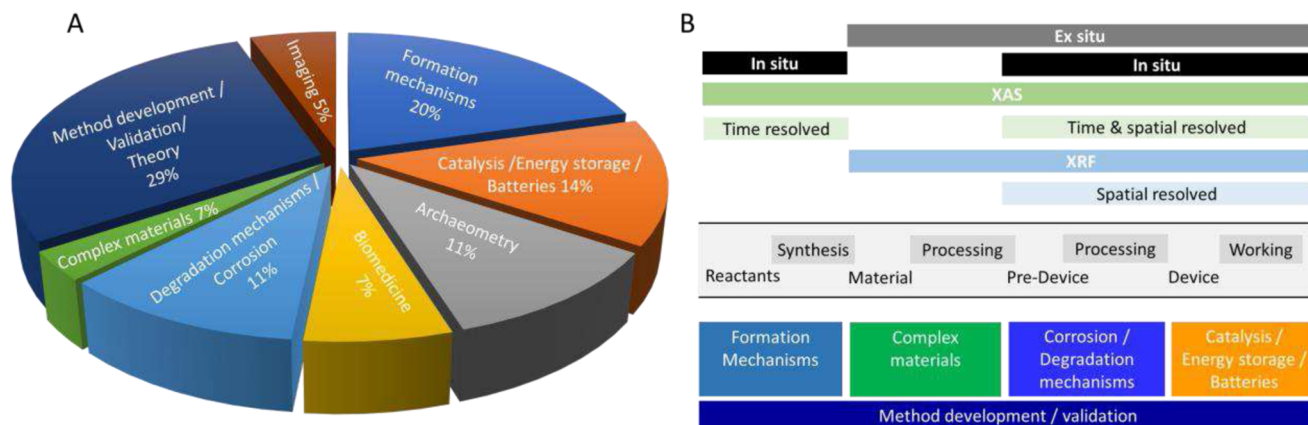 A
Imaging 5%
Formation
mechanisms
20%
Method development /
Validation/
Theory
29%
Catalysis /Energy storage /
Batteries 14%
Complex materials 7%
Archaeometry
11%
Degradation mechanisms /
Corrosion
11%
Biomedicine
7%
B
Ex situ
In situ
In situ
XAS
Time resolved
Time & spatial resolved
XRF
Spatial resolved
Synthesis
Processing
Processing
Working
Reactants
Material
Pre-Device
Device
Formation
Mechanisms
Complex
materials
Corrosion /
Degradation
mechanisms
Catalysis /
Energy storage /
Batteries
Method development / validation